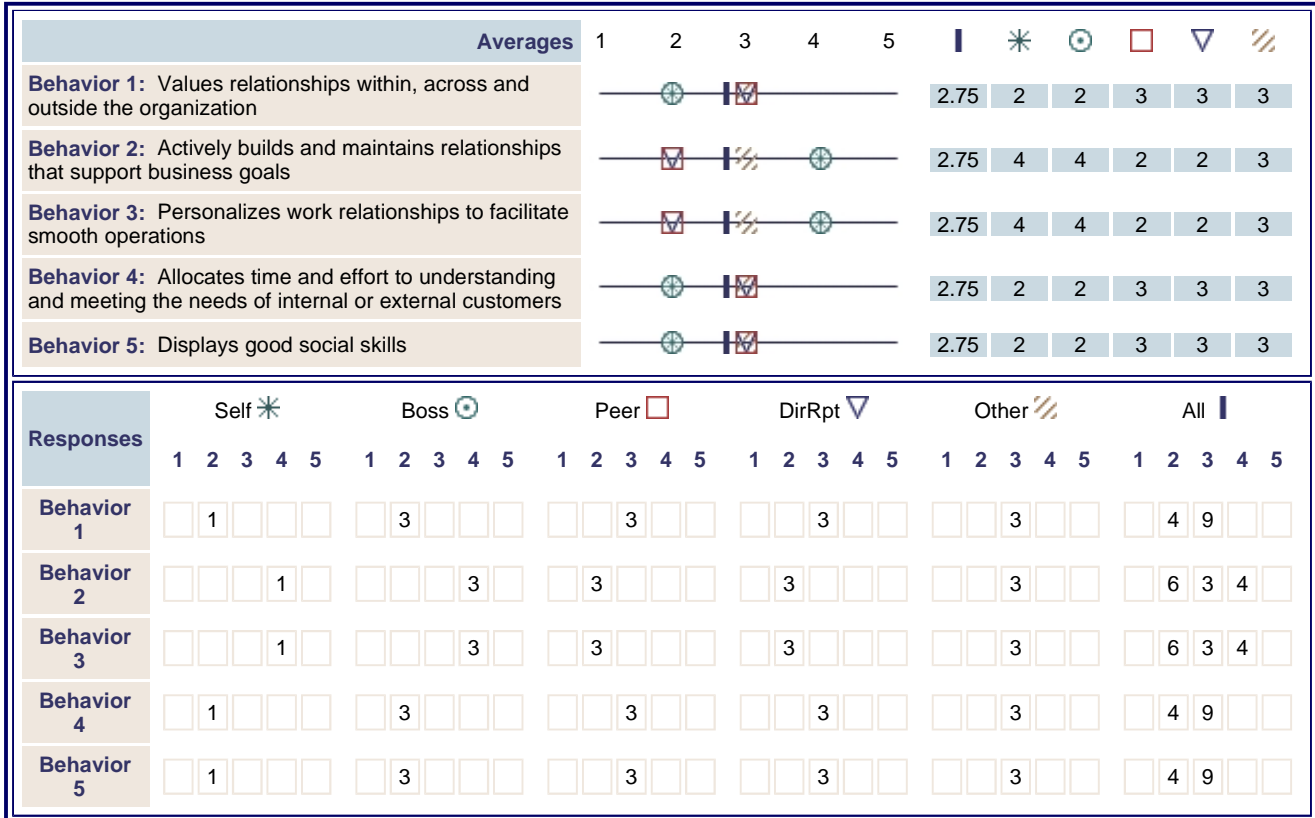 Averages 1 2 3 4 5
Behavior 1: Values relationships within, across and
outside the organization
2.75 2 2 3 3 3
Behavior 2: Actively builds and maintains relationships
that support business goals
2.75 4 4 2 2 3
Behavior 3: Personalizes work relationships to facilitate
smooth operations
2.75 4 4 2 2 3
Behavior 4: Allocates time and effort to understanding
and meeting the needs of internal or external customers
2.75 2 2 3 3 3
Behavior 5: Displays good social skills
2.75 2 2 3 3 3
Responses
Self Boss Peer DirRpt Other All
1 2 3 4 5 1 2 3 4 5 1 2 3 4 5 1 2 3 4 5 1 2 3 4 5 1 2 3 4 5
Behavior
1
1 3 3 3 3 4 9
Behavior
2
1 3 3 3 3 6 3 4
Behavior
3
1 3 3 3 3 6 3 4
Behavior
4
1 3 3 3 3 4 9
Behavior
5
1 3 3 3 3 4 9